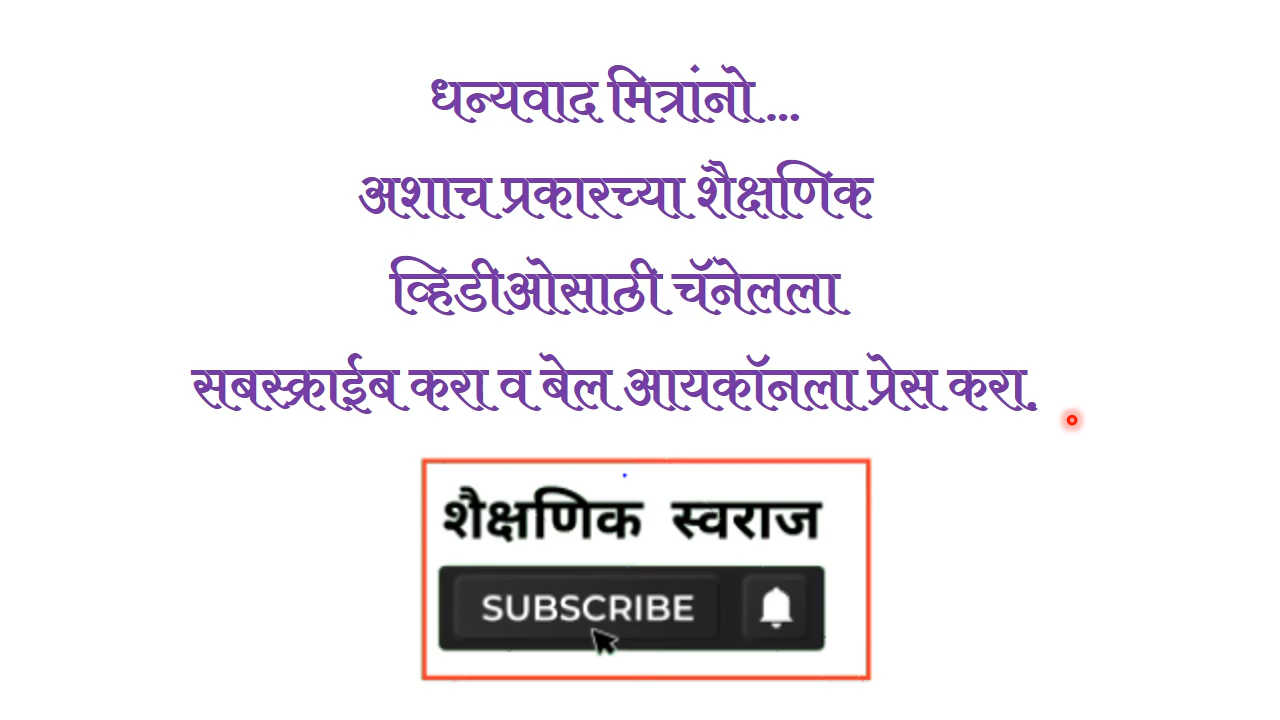 धन्यवाद मित्रांनो...
अशाच प्रकारच्या शैक्षणिक
व्हिडीओसाठी चॅनेलला
सबस्क्राईब करा व बेल आयकॉनला प्रेस करा.
शैक्षणिक स्वराज
SUBSCRIBE